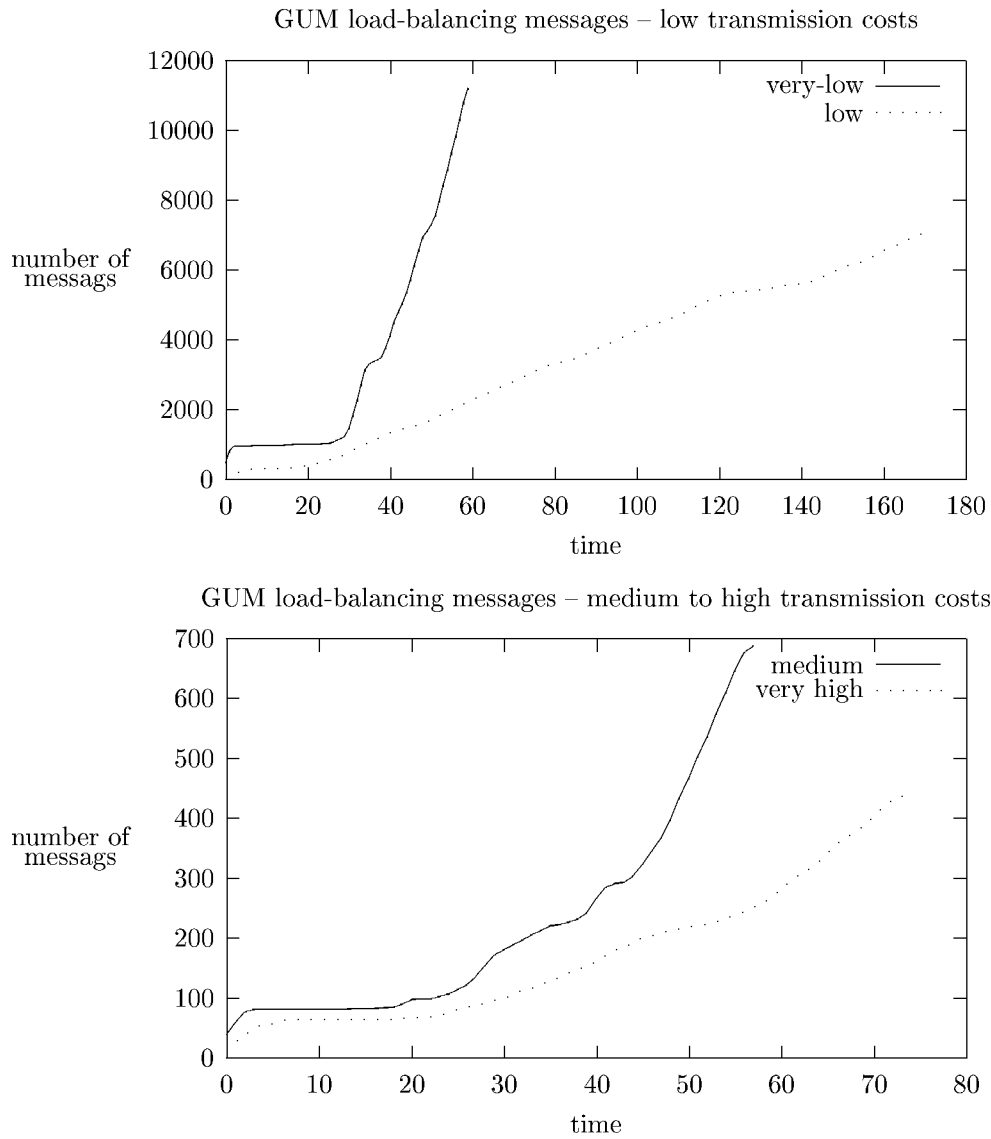 GUM load-balancing messages – low transmission costs
12000
10000
8000
6000
4000
2000
0
number of
messags
very-low
low
0 20 40 60 80 100 120 140 160 180
time
GUM load-balancing messages – medium to high transmission costs
700
600
500
400
300
200
100
0
number of
messags
medium
very high
0 10 20 30 40 50 60 70 80
time